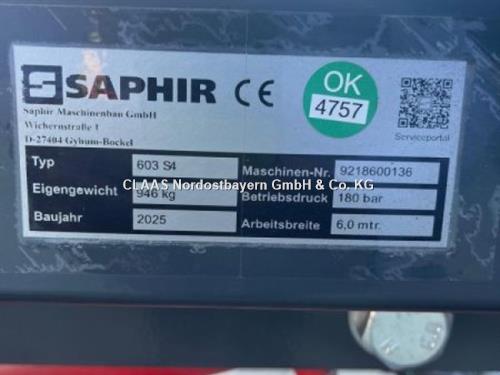 SAPHIR CE
OK
4757
Saphir Maschinenbau GmbH
Wichernstraße 1
D-27404 Gyhum-Bockel
Serviceportal
Typ 603 S4
Maschinen-Nr. 9218600136
CLAAS Nordostbayern GmbH & Co. KG
Eigengewicht 946 kg
Betriebsdruck 180 bar
Baujahr 2025
Arbeitsbreite 6,0 mtr.